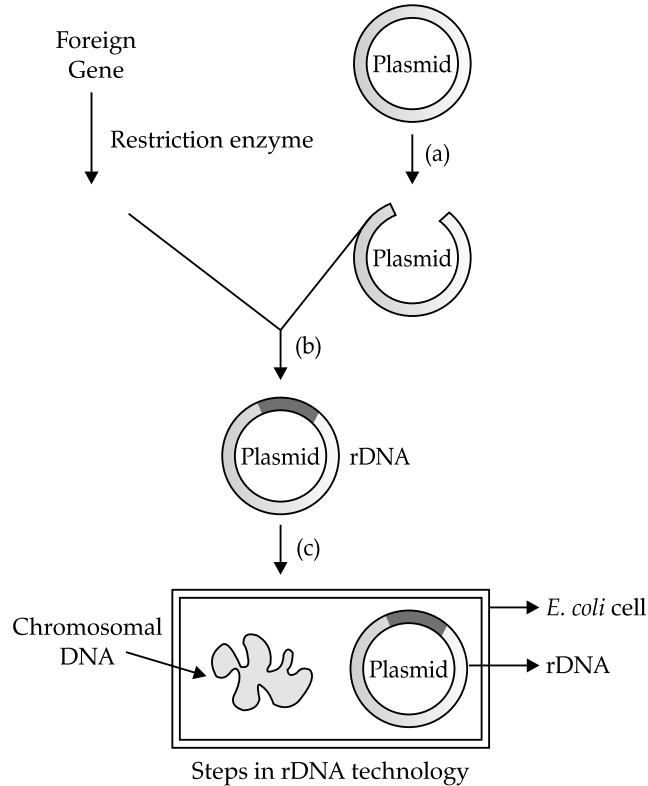 Foreign
Gene
Plasmid
Restriction enzyme
(a)
Plasmid
(b)
Plasmid
rDNA
(c)
E. coli cell
Chromosomal
DNA
Plasmid
rDNA
Steps in rDNA technology